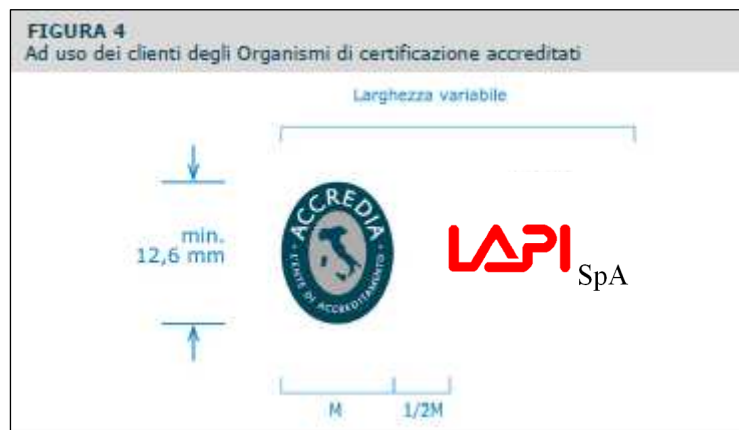 FIGURA 4
Ad uso dei clienti degli Organismi di certificazione accreditati
Larghezza variabile
min.
12,6 mm
ACCREDIA
L'ENTE DI ACCREDITAMENTO
LAPI
SpA
M
1/2M